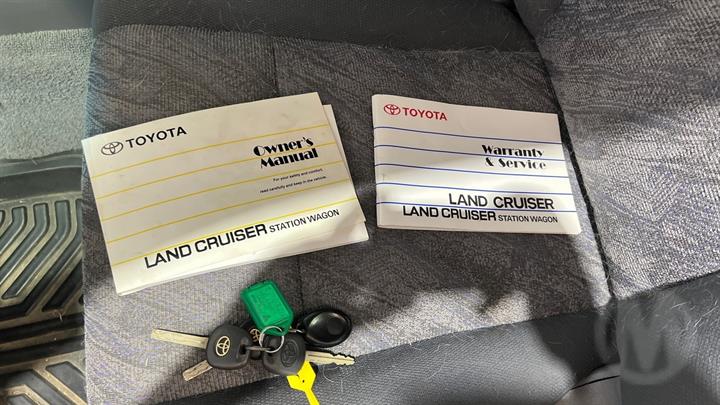 TOYOTA
Owner's
Manual
For your safety and comfort,
read carefully and keep in the vehicle.
LAND CRUISER STATION WAGON
TOYOTA
Warranty
& Service
LAND CRUISER
LAND CRUISER STATION WAGON
M